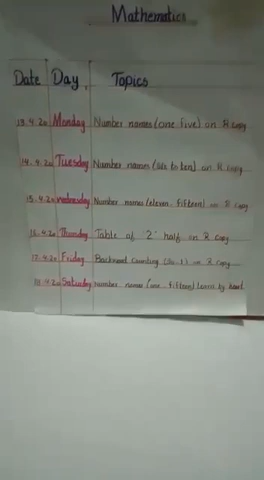 Mathematics
Date Day Topics
13.4.20 Monday Number names (one five) on R copy
14.4.20 Tuesday Number names (six to ten) on R copy
15.4.20 Wednesday Number names (eleven fifteen) on R copy
16.4.20 Thursday Table of 2 half on R copy
17.4.20 Friday Backward counting (10 1) on R copy
18.4.20 Saturday Number names (one fifteen) Learn by heart